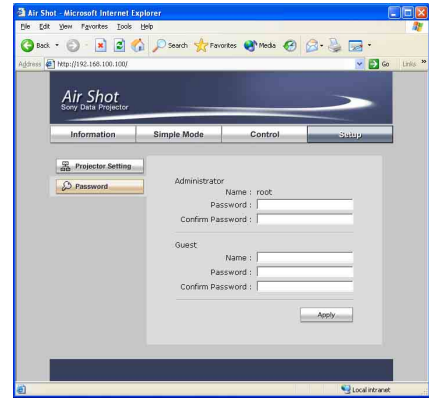 Air Shot - Microsoft Internet Explorer
File Edit View Favorites Tools Help
Back Search Favorites Media
Address http://192.168.100.100/ Go Links »
Air Shot
Sony Data Projector
Information Simple Mode Control Setup
Projector Setting
Password
Administrator
Name : root
Password :
Confirm Password :
Guest
Name :
Password :
Confirm Password :
Apply
Local intranet